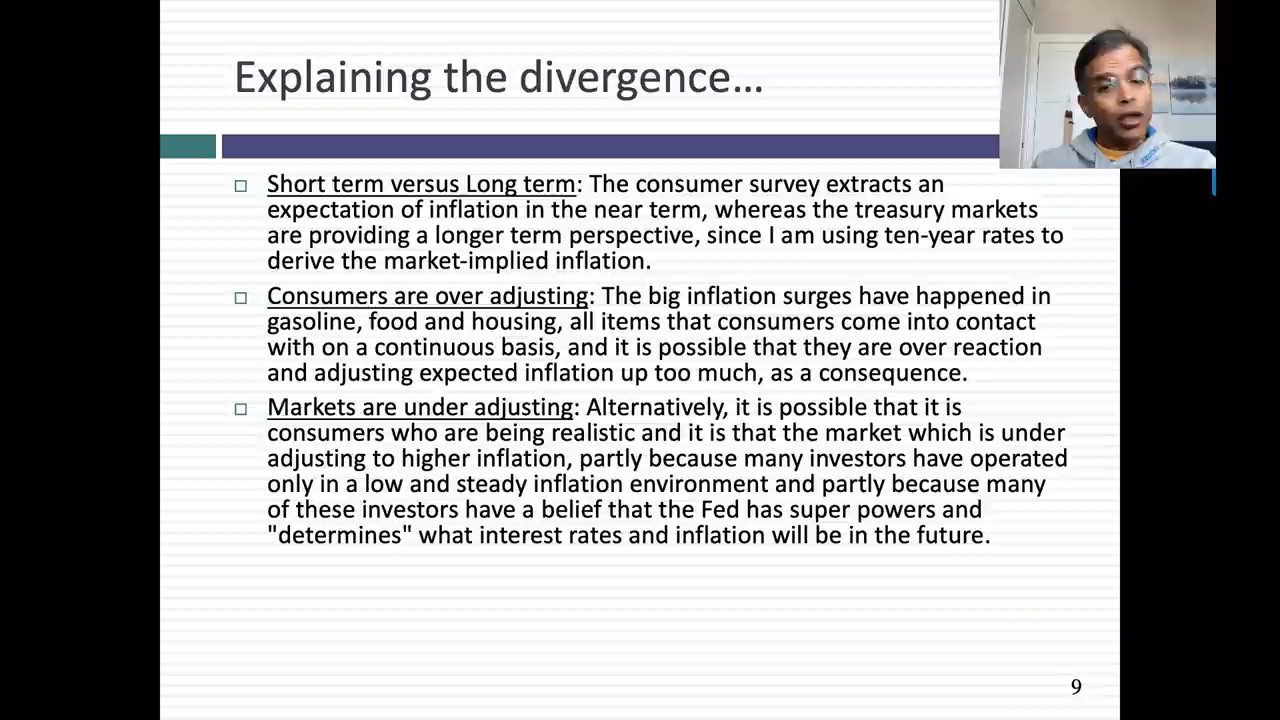 Explaining the divergence…
Short term versus Long term: The consumer survey extracts an
expectation of inflation in the near term, whereas the treasury markets
are providing a longer term perspective, since I am using ten-year rates to
derive the market-implied inflation.
Consumers are over adjusting: The big inflation surges have happened in
gasoline, food and housing, all items that consumers come into contact
with on a continuous basis, and it is possible that they are over reaction
and adjusting expected inflation up too much, as a consequence.
Markets are under adjusting: Alternatively, it is possible that it is
consumers who are being realistic and it is that the market which is under
adjusting to higher inflation, partly because many investors have operated
only in a low and steady inflation environment and partly because many
of these investors have a belief that the Fed has super powers and
"determines" what interest rates and inflation will be in the future.
9